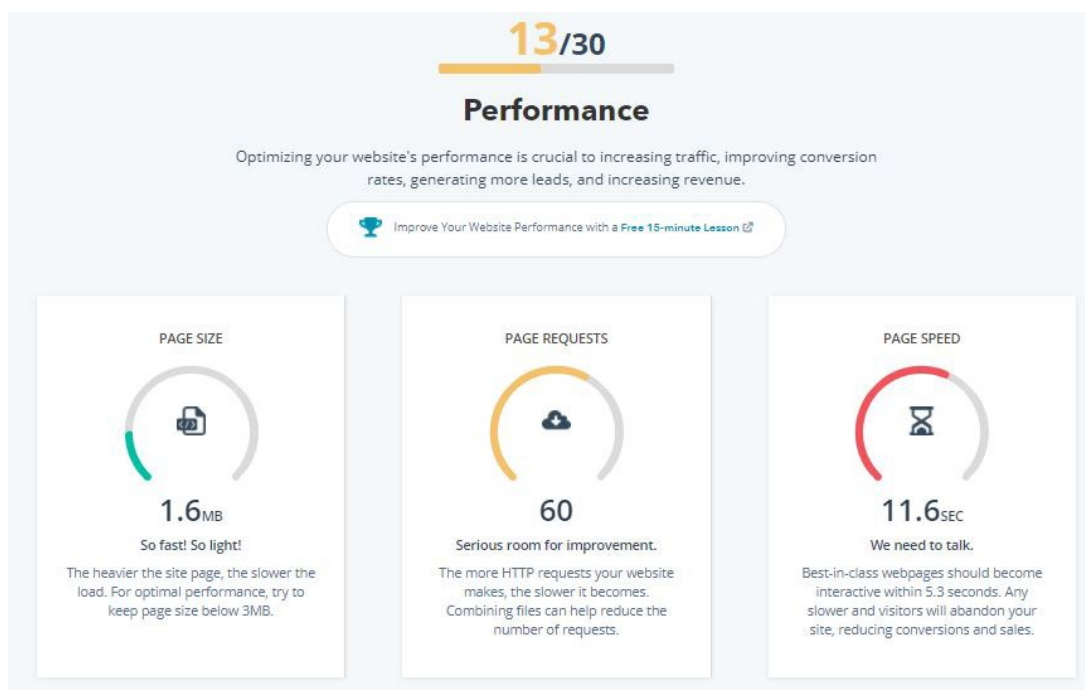 13/30
Performance
Optimizing your website's performance is crucial to increasing traffic, improving conversion
rates, generating more leads, and increasing revenue.
Improve Your Website Performance with a Free 15-minute Lesson
PAGE SIZE
</>
1.6MB
So fast! So light!
The heavier the site page, the slower the
load. For optimal performance, try to
keep page size below 3MB.
PAGE REQUESTS
60
Serious room for improvement.
The more HTTP requests your website
makes, the slower it becomes.
Combining files can help reduce the
number of requests.
PAGE SPEED
11.6SEC
We need to talk.
Best-in-class webpages should become
interactive within 5.3 seconds. Any
slower and visitors will abandon your
site, reducing conversions and sales.